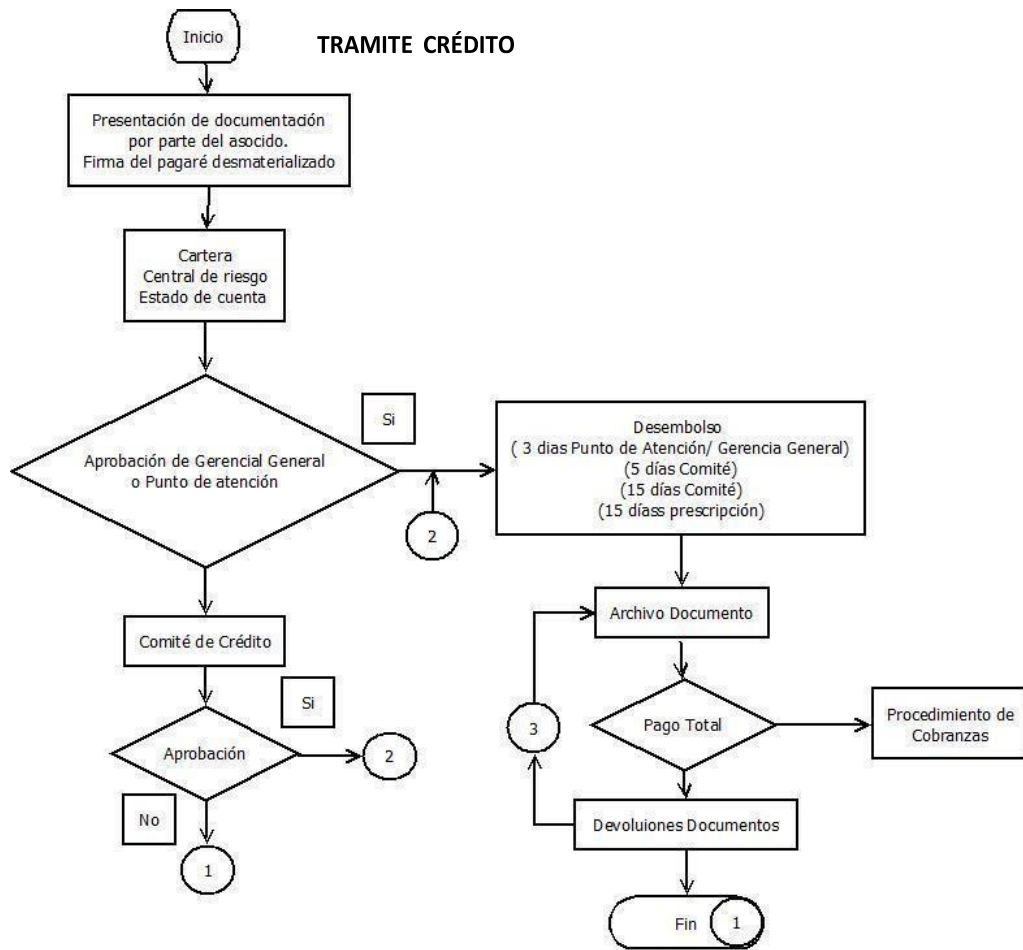 Inicio
TRAMITE CRÉDITO
Presentación de documentación
por parte del asocido.
Firma del pagaré desmaterializado
Cartera
Central de riesgo
Estado de cuenta
Aprobación de Gerencial General
o Punto de atención
Si
2
Desembolso
( 3 dias Punto de Atención/ Gerencia General)
(5 días Comité)
(15 días Comité)
(15 díass prescripción)
Comité de Crédito
Aprobación
Si
2
No
1
Archivo Documento
3
Pago Total
Procedimiento de
Cobranzas
Devoluiones Documentos
Fin
1